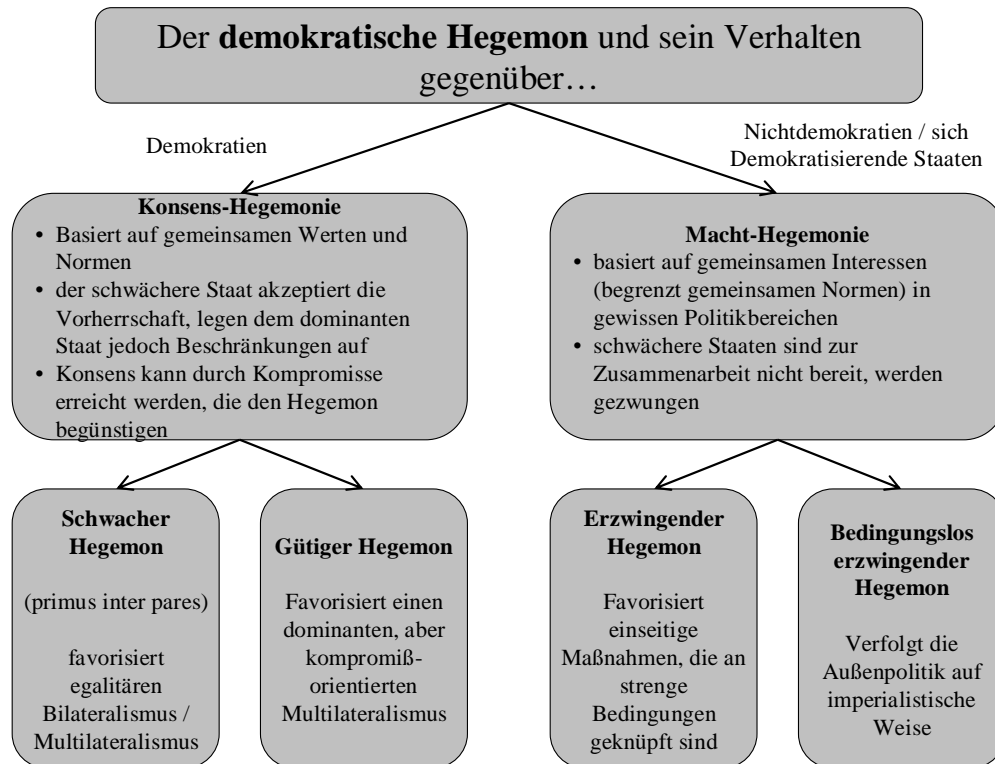 Der demokratische Hegemon und sein Verhalten
gegenüber…
Demokratien
Nichtdemokratien / sich
Demokratisierende Staaten
Konsens-Hegemonie
• Basiert auf gemeinsamen Werten und
Normen
• der schwächere Staat akzeptiert die
Vorherrschaft, legen dem dominanten
Staat jedoch Beschränkungen auf
• Konsens kann durch Kompromisse
erreicht werden, die den Hegemon
begünstigen
Macht-Hegemonie
• basiert auf gemeinsamen Interessen
(begrenzt gemeinsamen Normen) in
gewissen Politikbereichen
• schwächere Staaten sind zur
Zusammenarbeit nicht bereit, werden
gezwungen
Schwacher
Hegemon
(primus inter pares)
favorisiert
egalitären
Bilateralismus /
Multilateralismus
Gütiger Hegemon
Favorisiert einen
dominanten, aber
kompromiß-
orientierten
Multilateralismus
Erzwingender
Hegemon
Favorisiert
einseitige
Maßnahmen, die an
strenge
Bedingungen
geknüpft sind
Bedingungslos
erzwingender
Hegemon
Verfolgt die
Außenpolitik auf
imperialistische
Weise